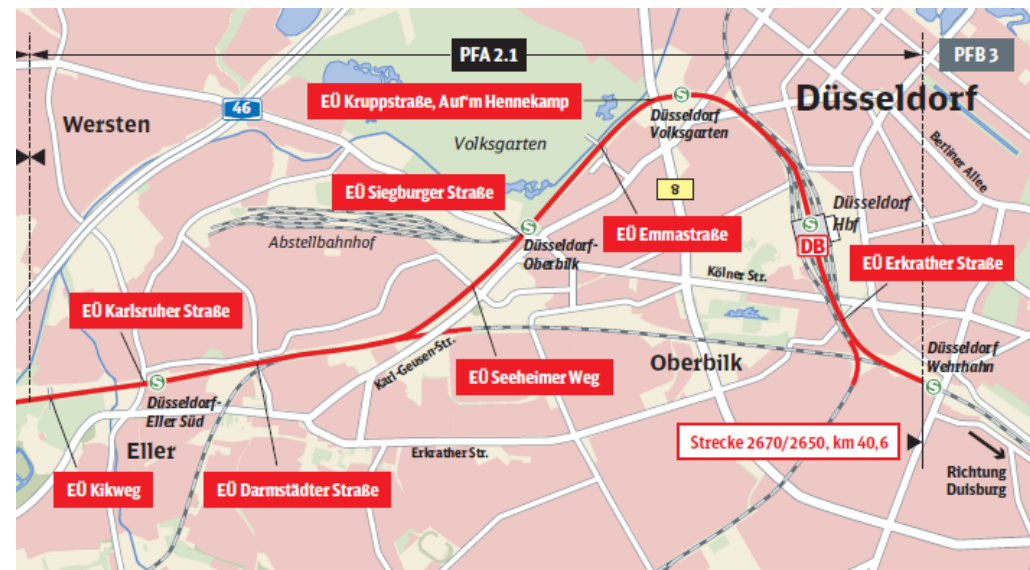 PFA 2.1
PFB 3
46
Wersten
EÜ Kruppstraße, Auf'm Hennekamp
S
Düsseldorf
Volksgarten
Düsseldorf
Volksgarten
Berliner Allee
EÜ Siegburger Straße
8
S
Düsseldorf-
Oberbilk
Abstellbahnhof
EÜ Emmastraße
S
Düsseldorf
Hbf
DB
Kölner Str.
EÜ Erkrather Straße
EÜ Karlsruher Straße
S
Düsseldorf-
Eller Süd
Karl-Geusen-Str.
EÜ Seeheimer Weg
Oberbilk
Düsseldorf
Wehrhahn
S
Eller
Erkrather Str.
Strecke 2670/2650, km 40,6
Richtung
Duisburg
EÜ Kikweg
EÜ Darmstädter Straße